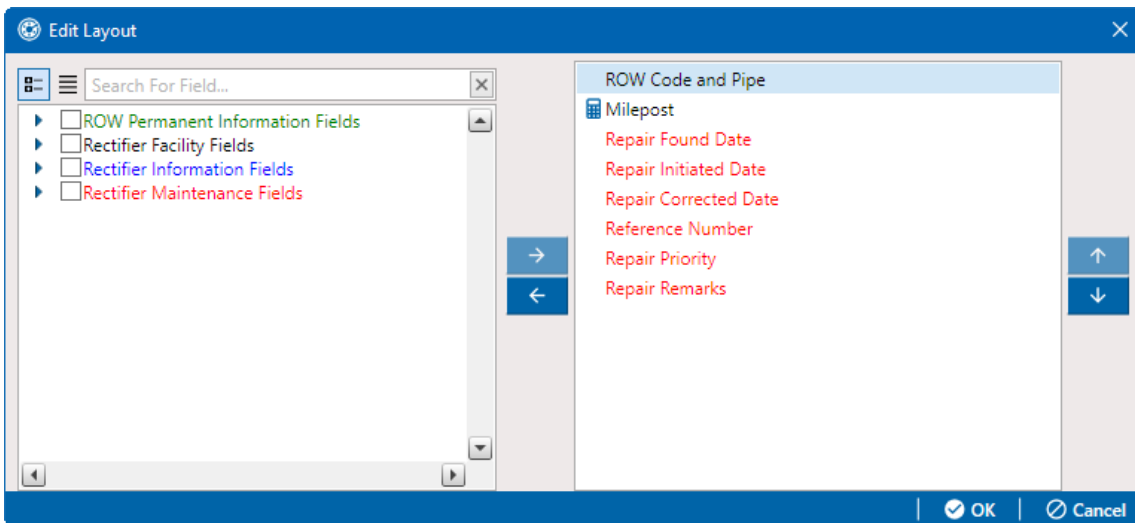 Edit Layout
Search For Field...
ROW Permanent Information Fields
Rectifier Facility Fields
Rectifier Information Fields
Rectifier Maintenance Fields
ROW Code and Pipe
Milepost
Repair Found Date
Repair Initiated Date
Repair Corrected Date
Reference Number
Repair Priority
Repair Remarks
OK
Cancel